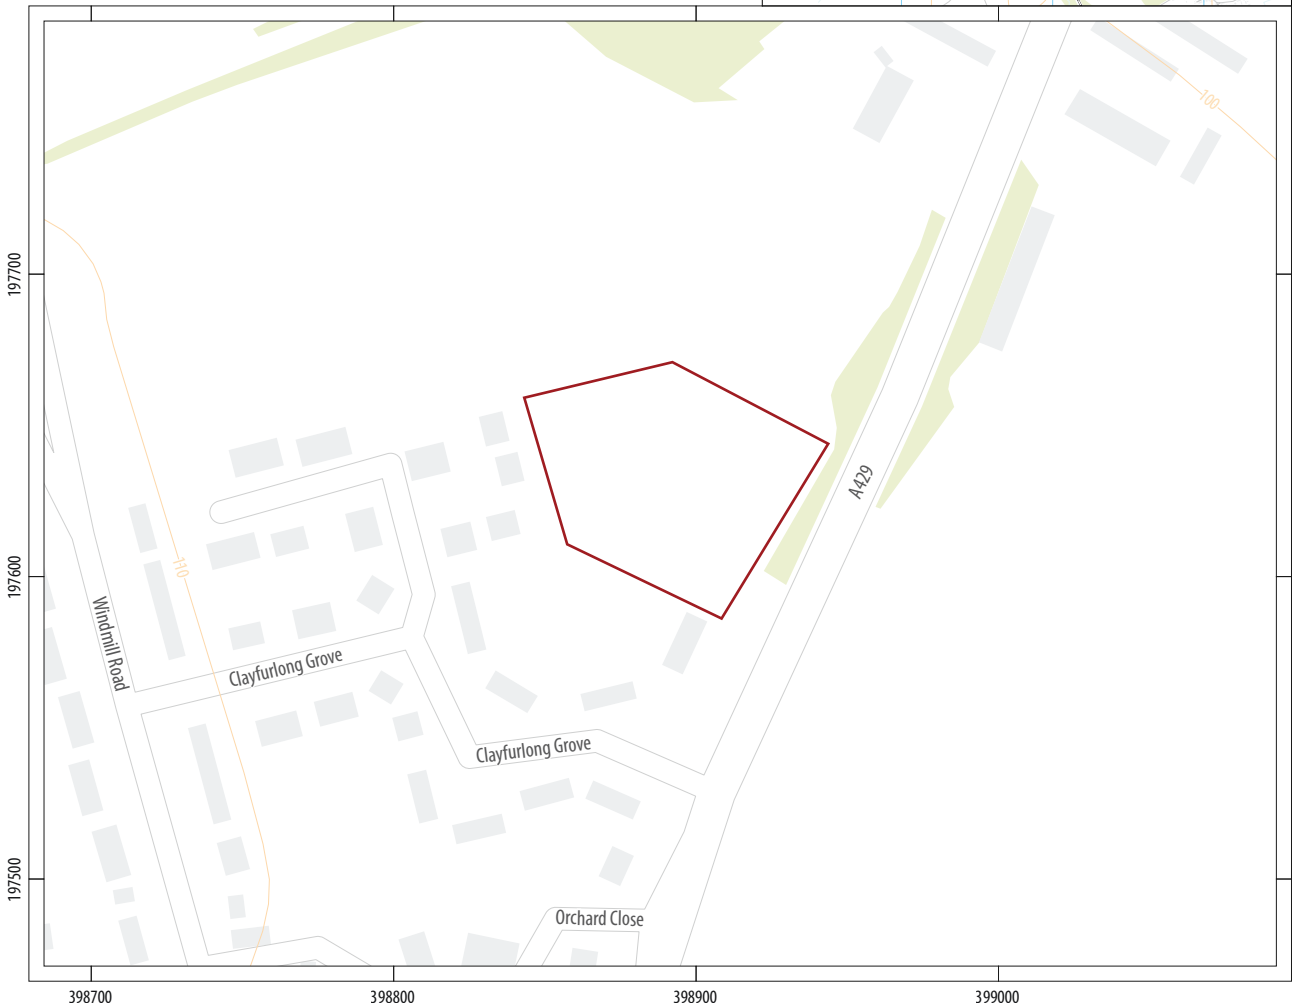 100
197700
A429
110
197600
Windmill Road
Clayfurlong Grove
Clayfurlong Grove
197500
Orchard Close
398700
398800
398900
399000